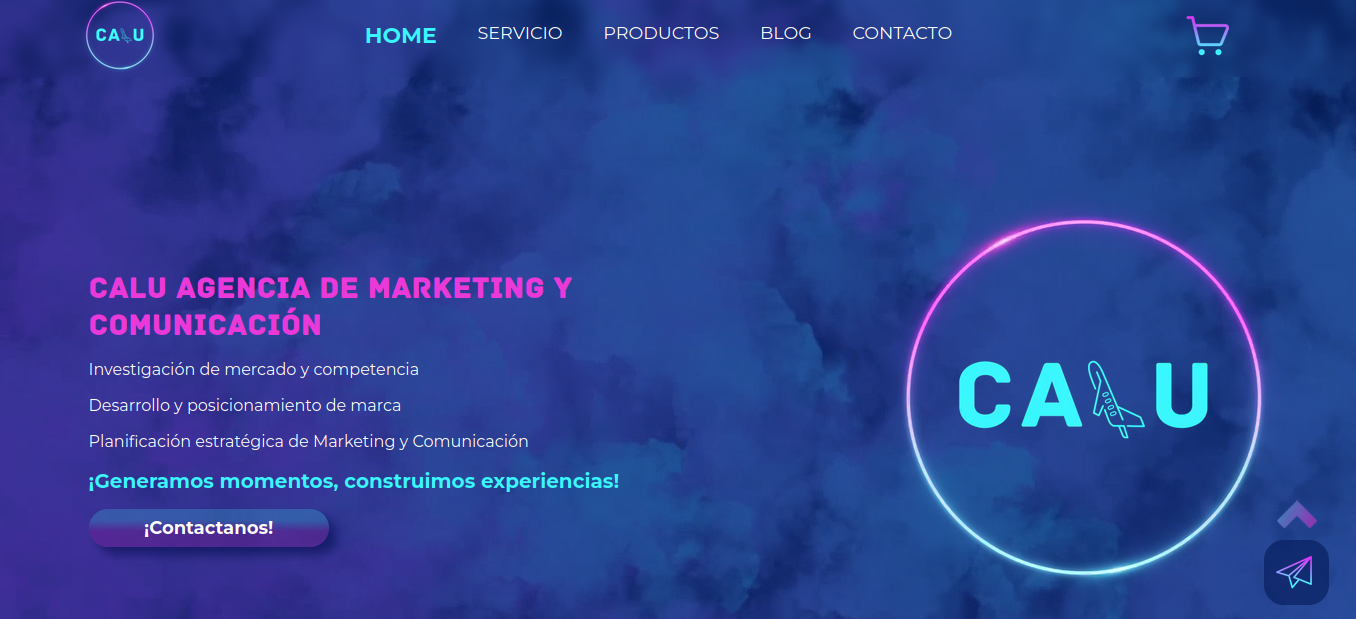 CALU
HOME SERVICIO PRODUCTOS BLOG CONTACTO
CALU AGENCIA DE MARKETING Y
COMUNICACIÓN
Investigación de mercado y competencia
Desarrollo y posicionamiento de marca
Planificación estratégica de Marketing y Comunicación
¡Generamos momentos, construimos experiencias!
¡Contactanos!
CALU